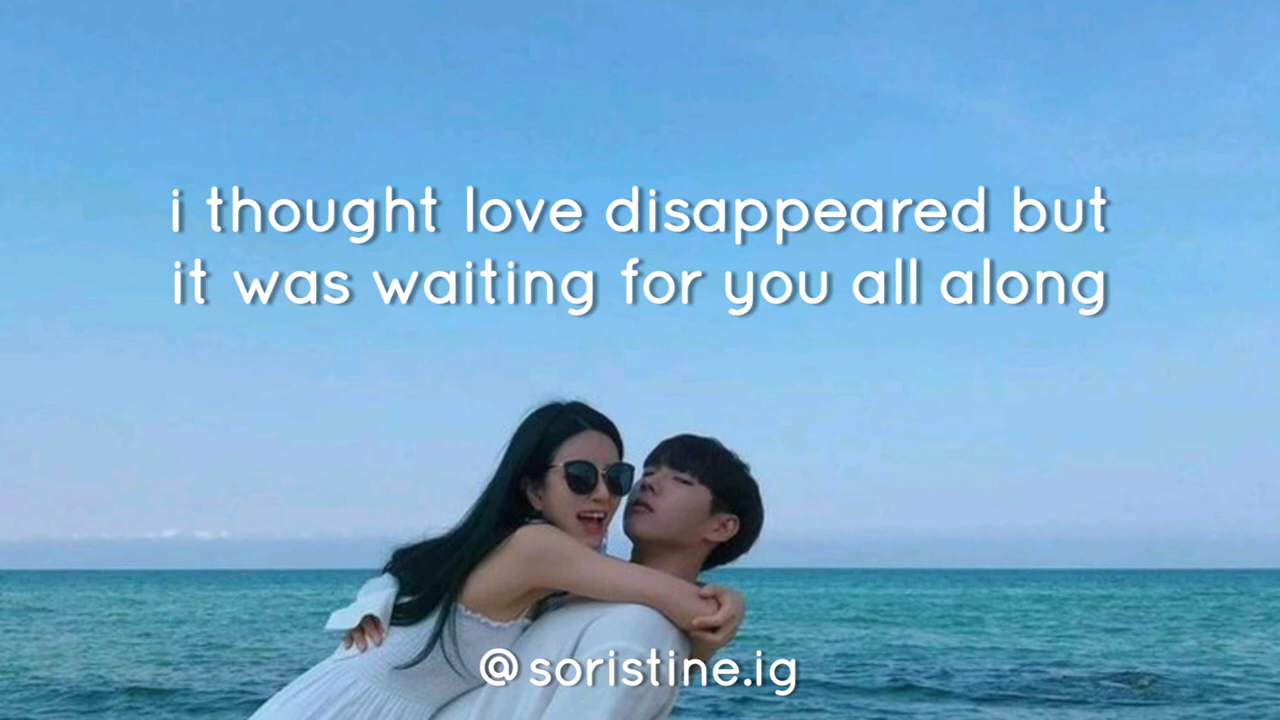 i thought love disappeared but
it was waiting for you all along
@soristine.ig